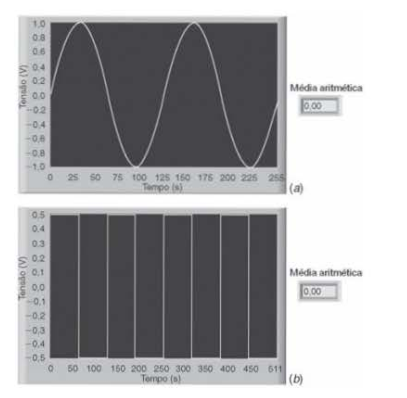 1,0
0,8
0,6
0,4
0,2
0,0
–0,2
–0,4
–0,6
–0,8
–1,0
Tensão (V)
0 25 50 75 100 125 150 175 200 225 255
Tempo (s)
Média aritmética
0,00
(a)
0,5
0,4
0,3
0,2
0,1
0,0
–0,1
–0,2
–0,3
–0,4
–0,5
Tensão (V)
0 50 100 150 200 250 300 350 400 450 511
Tempo (s)
Média aritmética
0,00
(b)